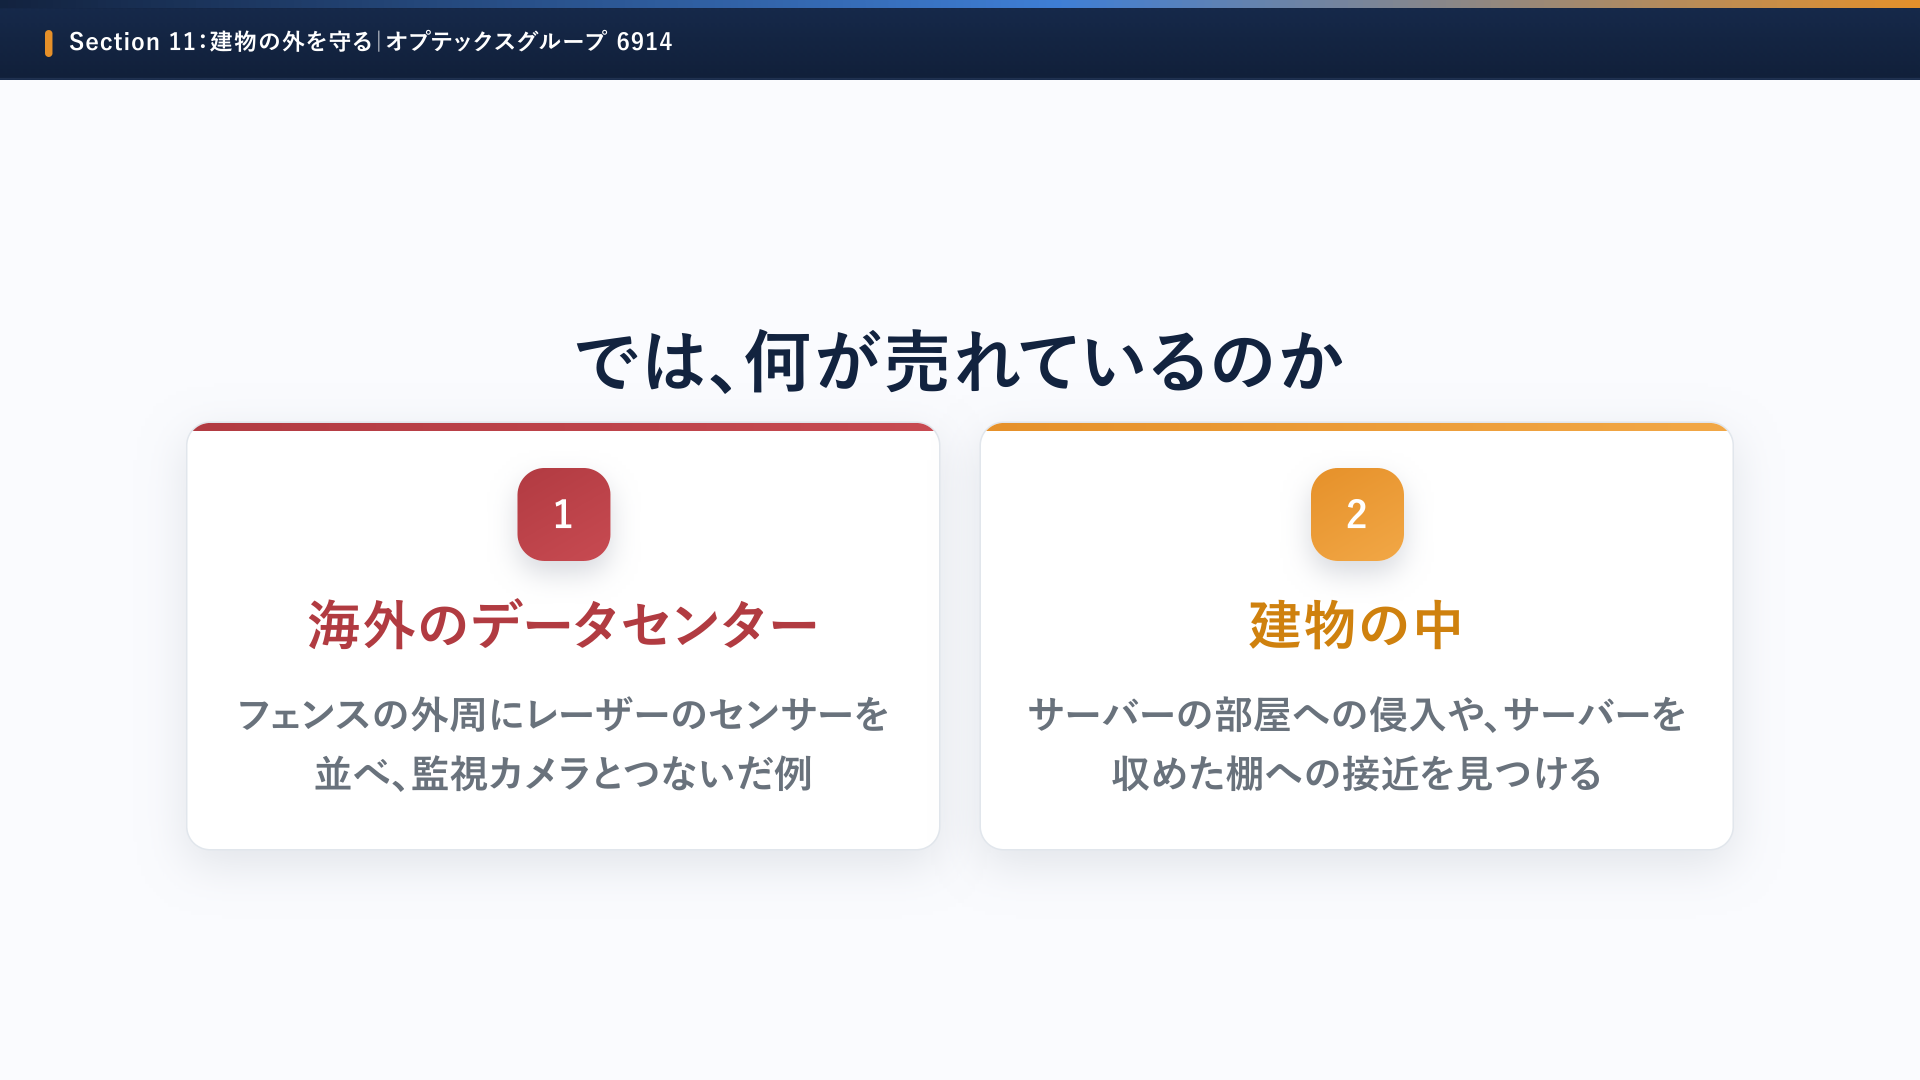 Section 11：建物の外を守る｜オプテックスグループ 6914
では、何が売れているのか
1
海外のデータセンター
フェンスの外周にレーザーのセンサーを
並べ、監視カメラとつないだ例
2
建物の中
サーバーの部屋への侵入や、サーバーを
収めた棚への接近を見つける